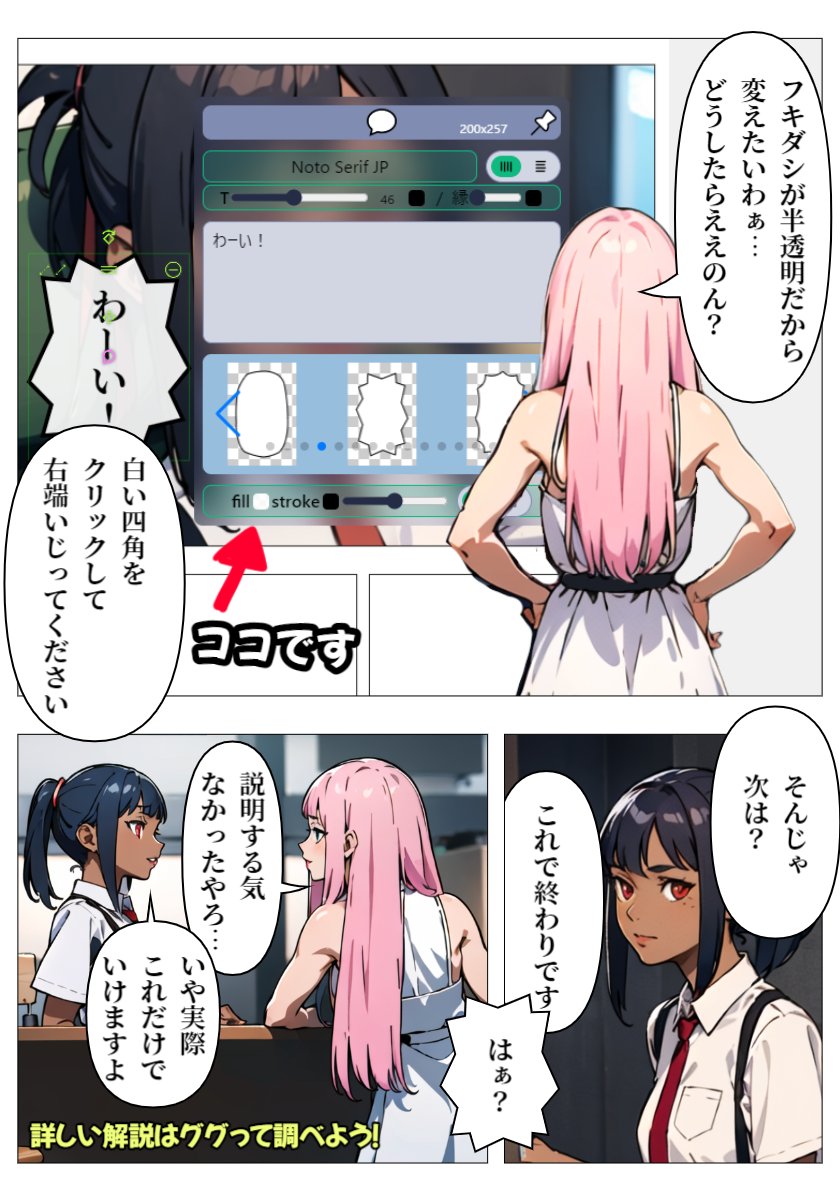 フキダシが半透明だから
変えたいわぁ…
どうしたらええのん？
200x257
Noto Serif JP
T 46 / 縁
わーい！
わーい！
fill stroke
白い四角を
クリックして
右端いじってください
ココです
そんじゃ
次は？
これで終わりです
はぁ？
説明する気
なかったやろ…
いや実際
これだけで
いけますよ
詳しい解説はググって調べよう!